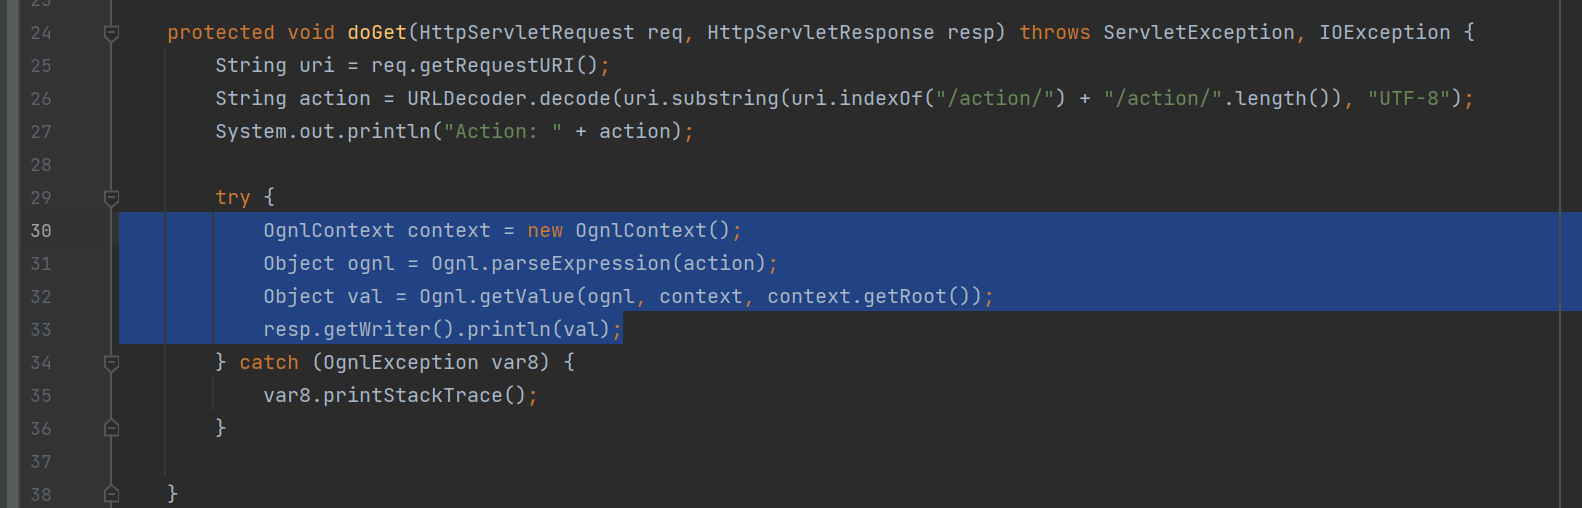 24 protected void doGet(HttpServletRequest req, HttpServletResponse resp) throws ServletException, IOException {
25 String uri = req.getRequestURI();
26 String action = URLDecoder.decode(uri.substring(uri.indexOf("/action/") + "/action/".length()), "UTF-8");
27 System.out.println("Action: " + action);
28
29 try {
30 OgnlContext context = new OgnlContext();
31 Object ognl = Ognl.parseExpression(action);
32 Object val = Ognl.getValue(ognl, context, context.getRoot());
33 resp.getWriter().println(val);
34 } catch (OgnlException var8) {
35 var8.printStackTrace();
36 }
37
38 }